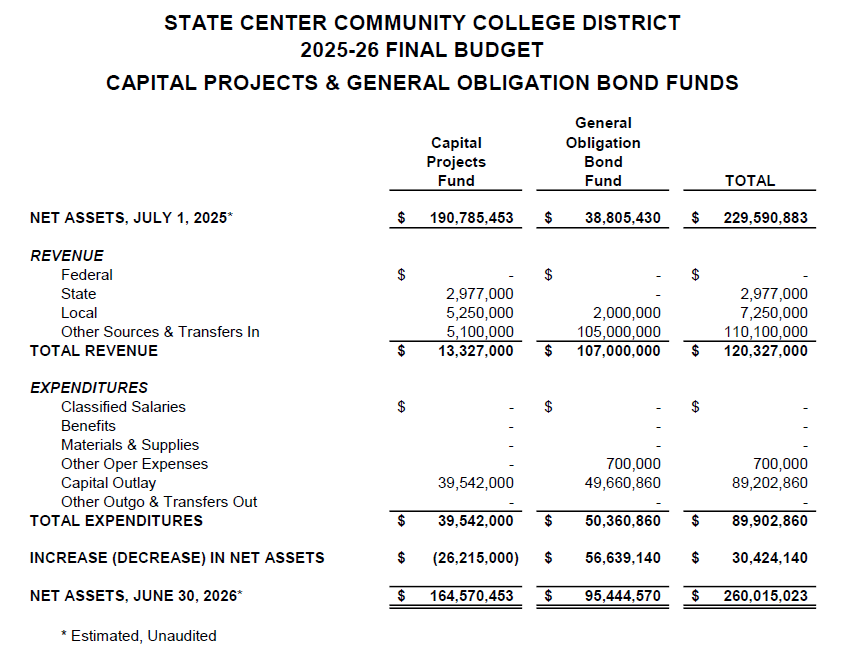 STATE CENTER COMMUNITY COLLEGE DISTRICT
2025-26 FINAL BUDGET
CAPITAL PROJECTS & GENERAL OBLIGATION BOND FUNDS
General
Capital Obligation
Projects Bond
Fund Fund TOTAL
NET ASSETS, JULY 1, 2025* $ 190,785,453 $ 38,805,430 $ 229,590,883
REVENUE
Federal $ - $ - $ -
State 2,977,000 - 2,977,000
Local 5,250,000 2,000,000 7,250,000
Other Sources & Transfers In 5,100,000 105,000,000 110,100,000
TOTAL REVENUE $ 13,327,000 $ 107,000,000 $ 120,327,000
EXPENDITURES
Classified Salaries $ - $ - $ -
Benefits - - -
Materials & Supplies - - -
Other Oper Expenses - 700,000 700,000
Capital Outlay 39,542,000 49,660,860 89,202,860
Other Outgo & Transfers Out - - -
TOTAL EXPENDITURES $ 39,542,000 $ 50,360,860 $ 89,902,860
INCREASE (DECREASE) IN NET ASSETS $ (26,215,000) $ 56,639,140 $ 30,424,140
NET ASSETS, JUNE 30, 2026* $ 164,570,453 $ 95,444,570 $ 260,015,023
* Estimated, Unaudited